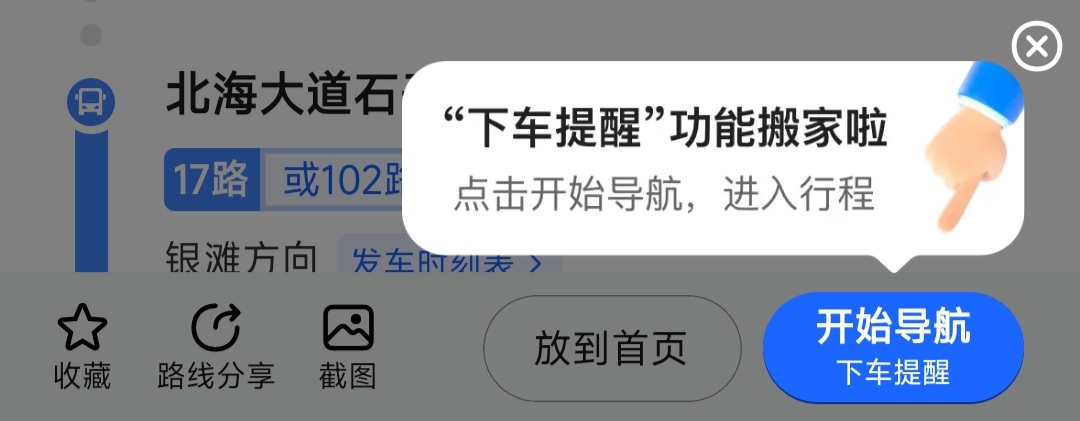 北海大道石
“下车提醒”功能搬家啦
点击开始导航，进入行程
17路
或102路
银滩方向
发车时刻表 >
收藏
路线分享
截图
放到首页
开始导航
下车提醒